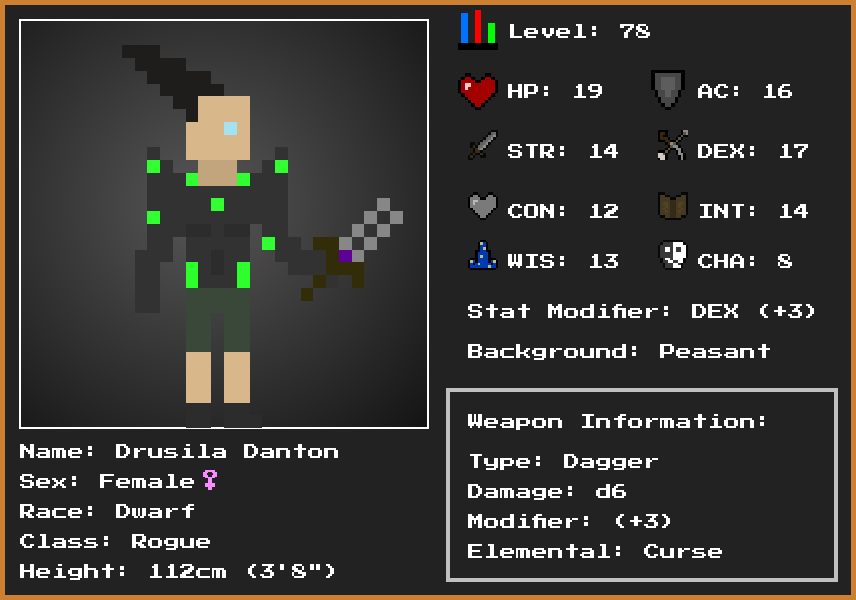 Level: 78
HP: 19
AC: 16
STR: 14
DEX: 17
CON: 12
INT: 14
WIS: 13
CHA: 8
Stat Modifier: DEX (+3)
Background: Peasant
Weapon Information:
Type: Dagger
Damage: d6
Modifier: (+3)
Elemental: Curse
Name: Drusila Danton
Sex: Female♀
Race: Dwarf
Class: Rogue
Height: 112cm (3'8")